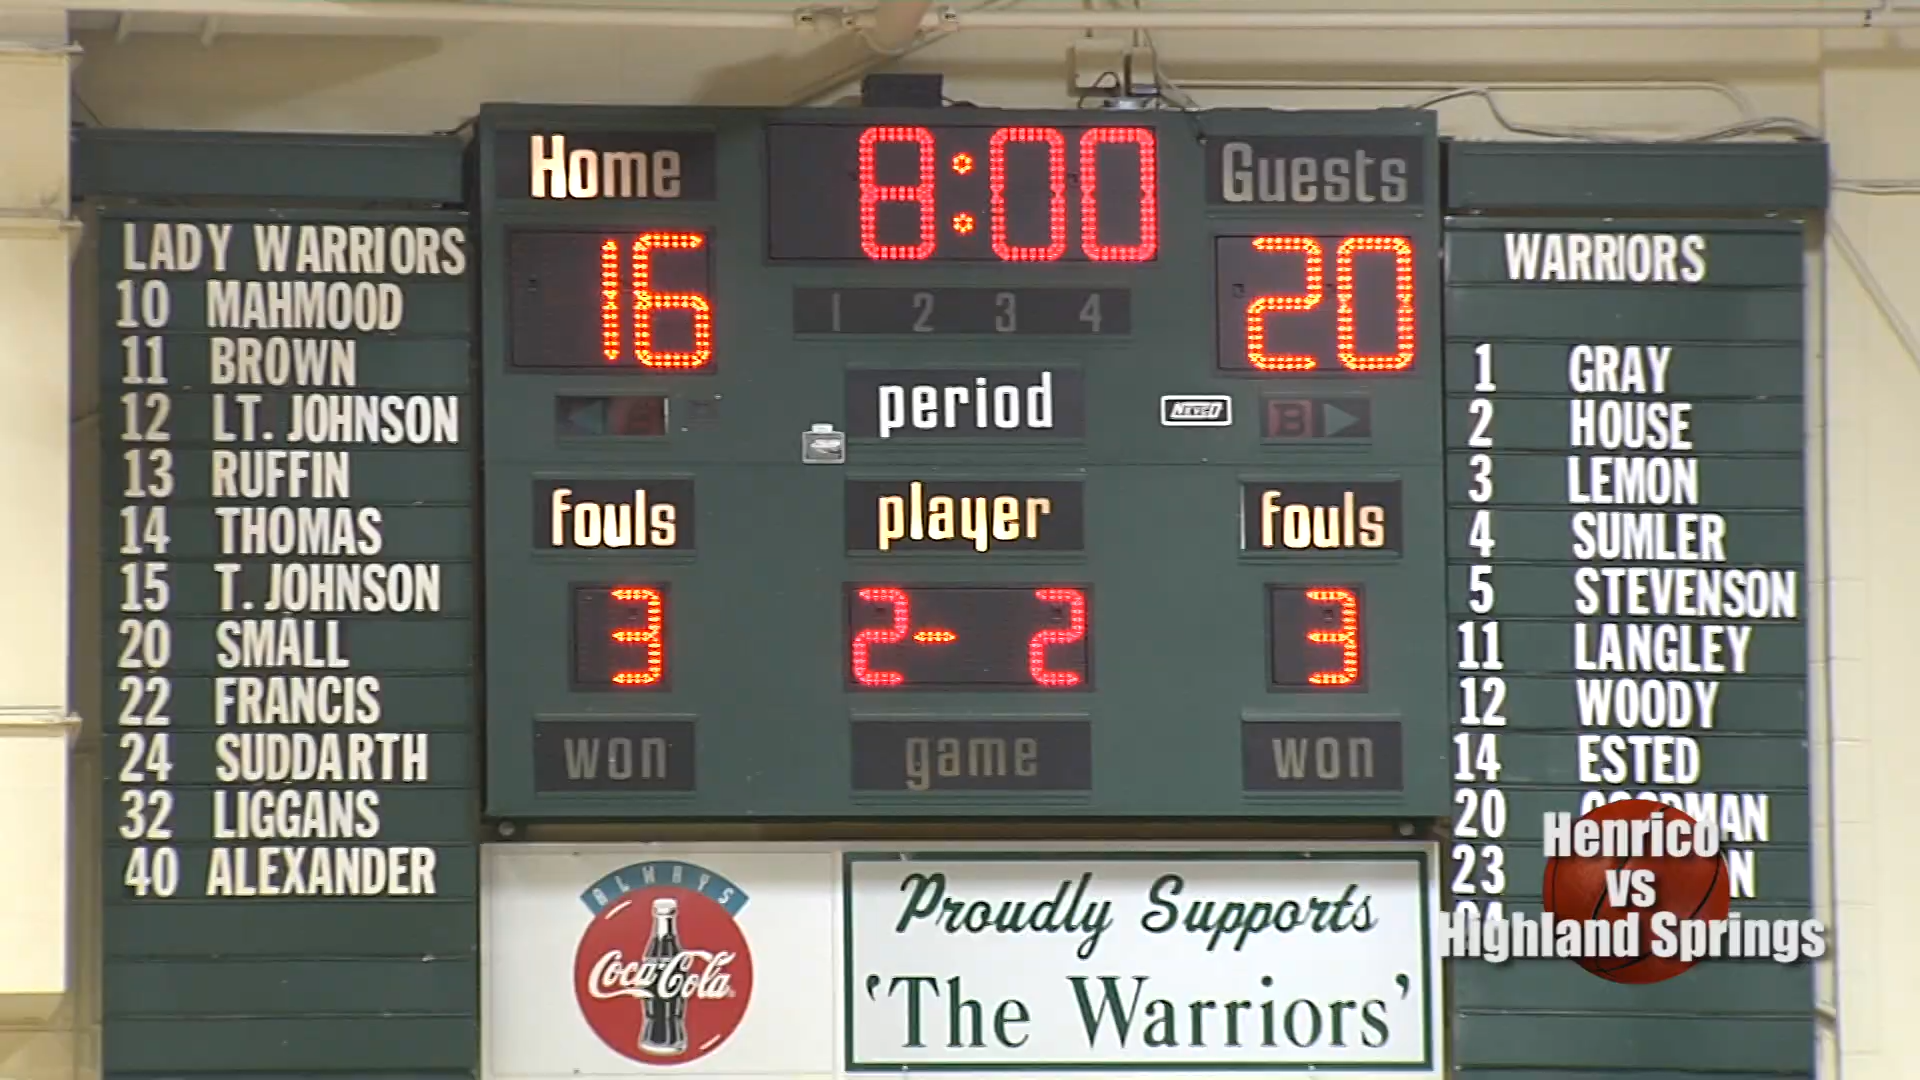 LADY WARRIORS
10 MAHMOOD
11 BROWN
12 LT. JOHNSON
13 RUFFIN
14 THOMAS
15 T. JOHNSON
20 SMALL
22 FRANCIS
24 SUDDARTH
32 LIGGANS
40 ALEXANDER
Home 8:00 Guests
16 20
1 2 3 4
period
NEVCO
B
fouls player fouls
3 2- 2 3
won game won
ALWAYS
Coca-Cola
Proudly Supports
'The Warriors'
WARRIORS
1 GRAY
2 HOUSE
3 LEMON
4 SUMLER
5 STEVENSON
11 LANGLEY
12 WOODY
14 ESTED
20
23
Henrico
vs
Highland Springs